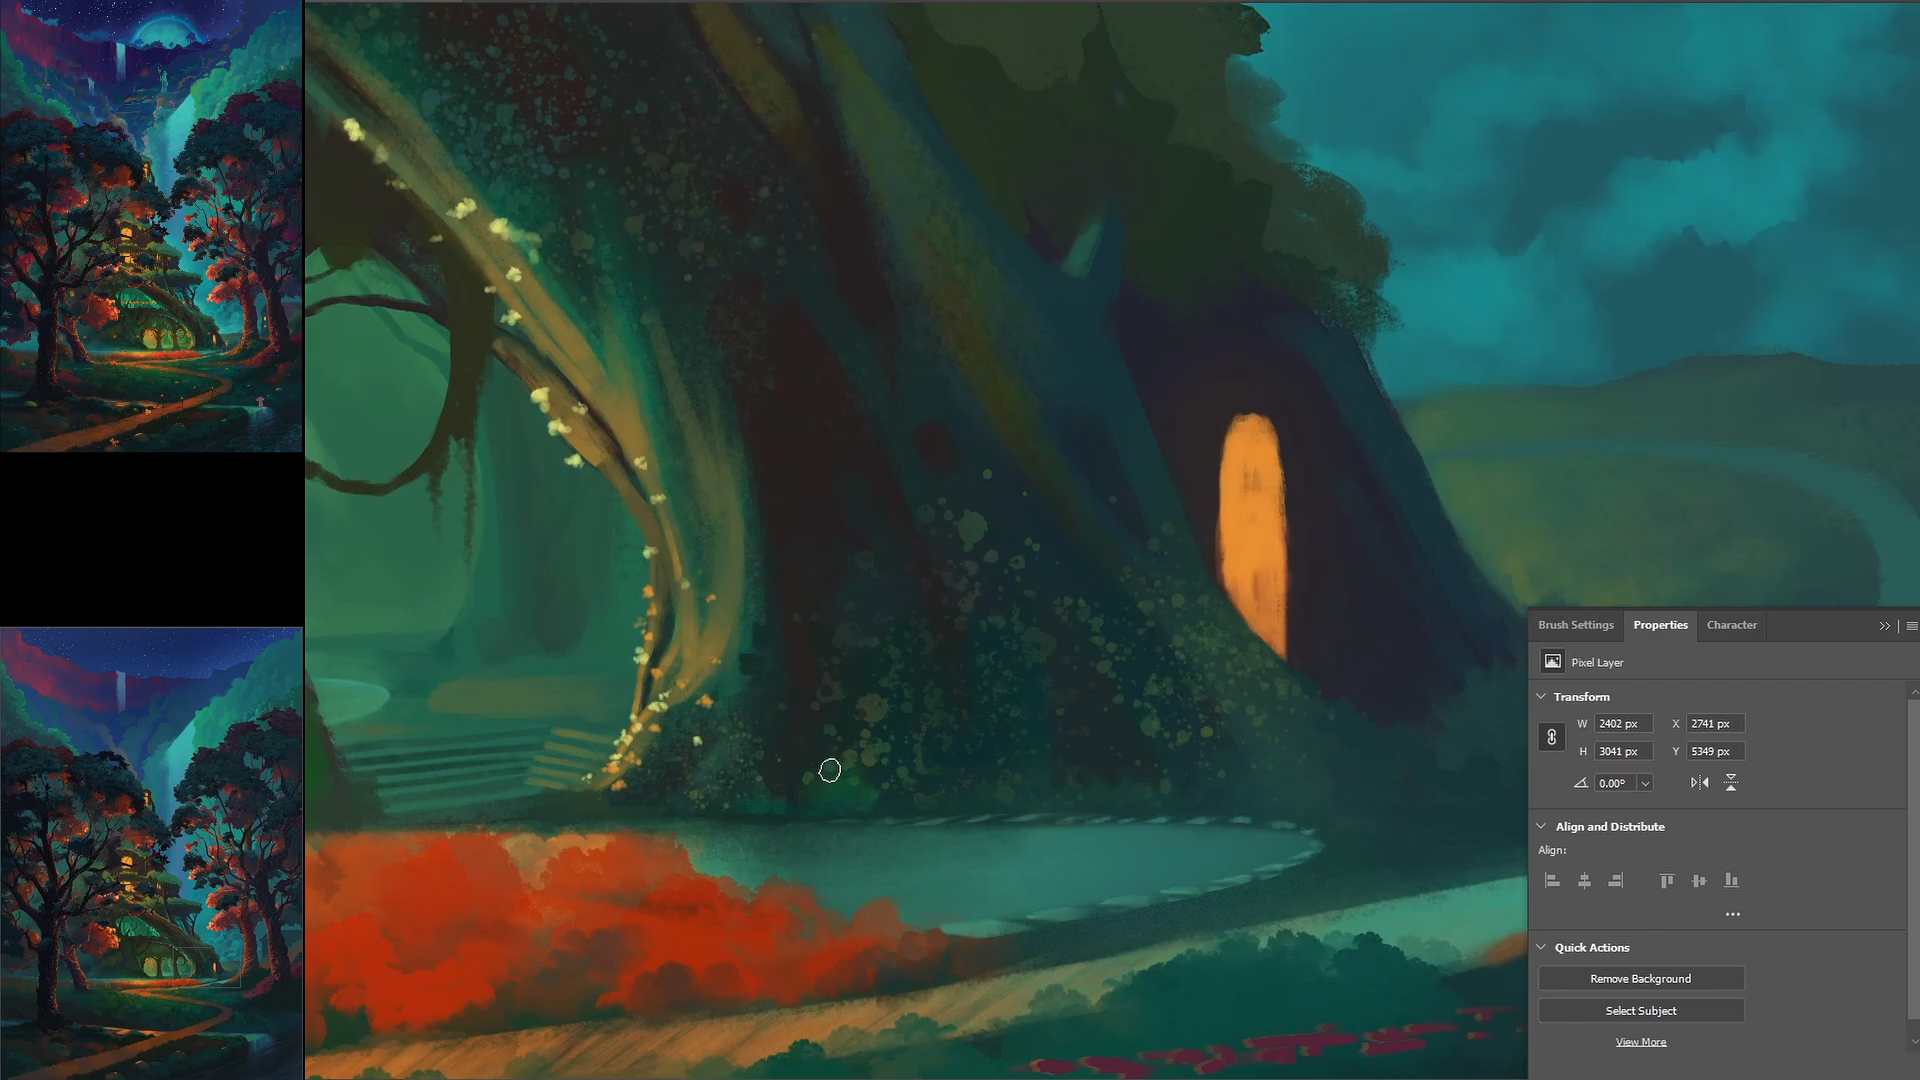 Brush Settings Properties Character
Pixel Layer
Transform
W 2402 px X 2741 px
H 3041 px Y 5349 px
0.00°
Align and Distribute
Align:
Quick Actions
Remove Background
Select Subject
View More